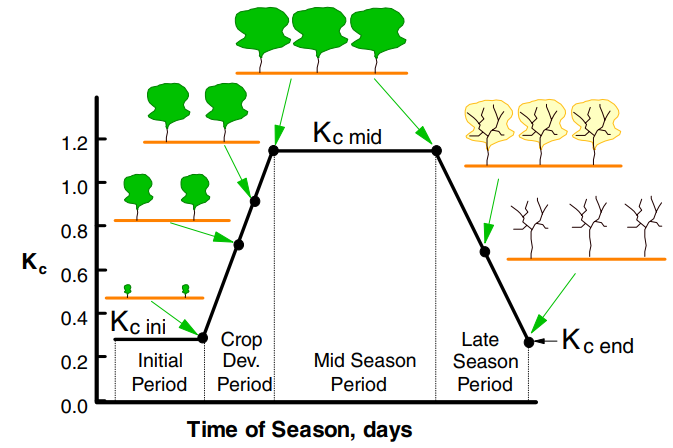 1.2
1.0
0.8
0.6
0.4
0.2
0.0
Kc
Kc ini
Kc mid
Kc end
Initial
Period
Crop
Dev.
Period
Mid Season
Period
Late
Season
Period
Time of Season, days